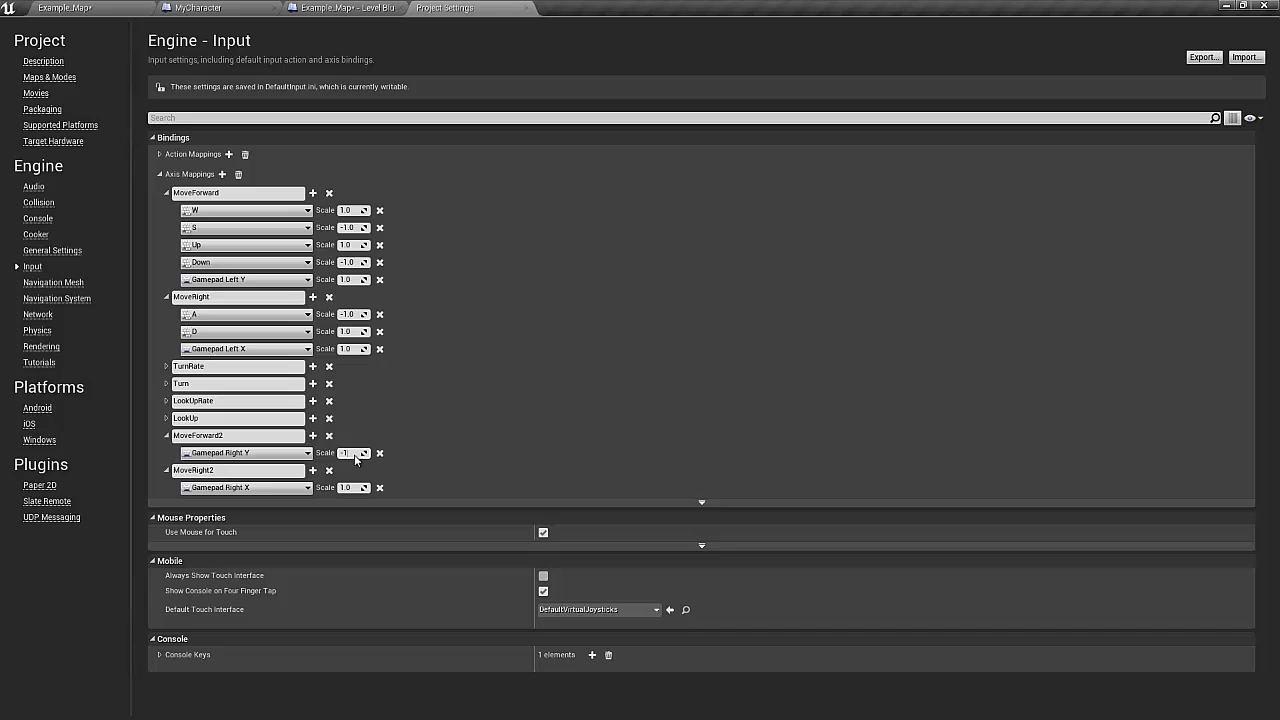 Example_Map*
MyCharacter
Example_Map* - Level Blu
Project Settings
Project
Description
Maps & Modes
Movies
Packaging
Supported Platforms
Target Hardware
Engine
Audio
Collision
Console
Cooker
General Settings
Input
Navigation Mesh
Navigation System
Network
Physics
Rendering
Tutorials
Platforms
Android
iOS
Windows
Plugins
Paper 2D
Slate Remote
UDP Messaging
Engine - Input
Input settings, including default input action and axis bindings.
Export...
Import...
These settings are saved in DefaultInput.ini, which is currently writable.
Search
Bindings
Action Mappings
Axis Mappings
MoveForward
W Scale 1.0
S Scale -1.0
Up Scale 1.0
Down Scale -1.0
Gamepad Left Y Scale 1.0
MoveRight
A Scale -1.0
D Scale 1.0
Gamepad Left X Scale 1.0
TurnRate
Turn
LookUpRate
LookUp
MoveForward2
Gamepad Right Y Scale -1
MoveRight2
Gamepad Right X Scale 1.0
Mouse Properties
Use Mouse for Touch
Mobile
Always Show Touch Interface
Show Console on Four Finger Tap
Default Touch Interface DefaultVirtualJoysticks
Console
Console Keys 1 elements